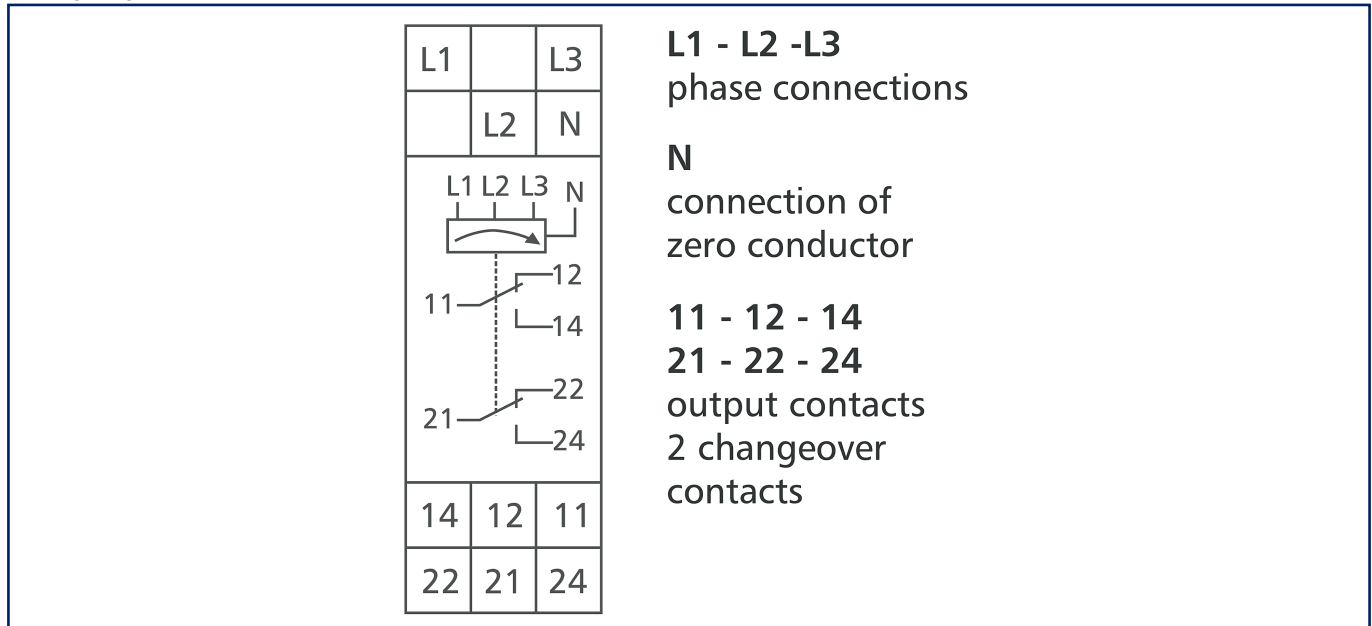 L1 L3
L2 N
L1 L2 L3 N
12
11
14
22
21
24
14 12 11
22 21 24
L1 - L2 -L3
phase connections
N
connection of
zero conductor
11 - 12 - 14
21 - 22 - 24
output contacts
2 changeover
contacts